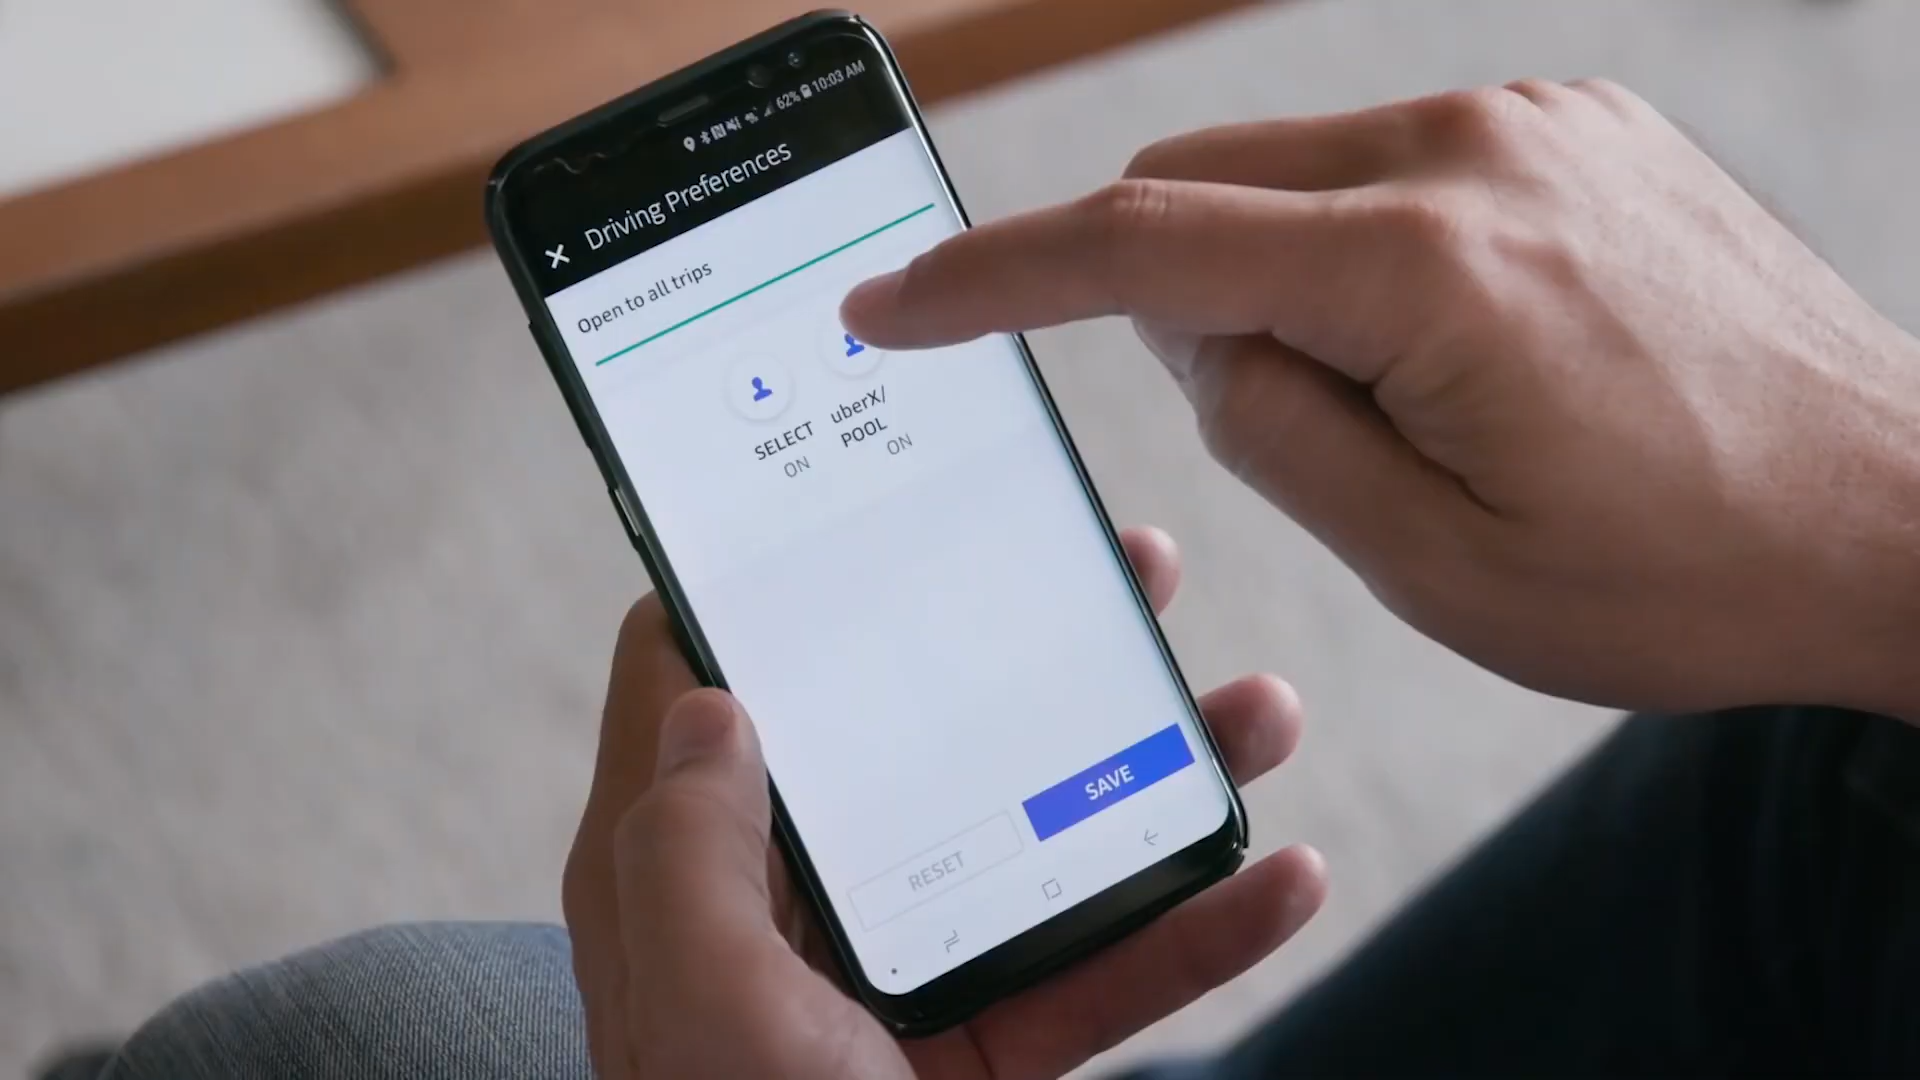 62% 10:03 AM
Driving Preferences
Open to all trips
SELECT
ON
uberX/
POOL
ON
RESET
SAVE